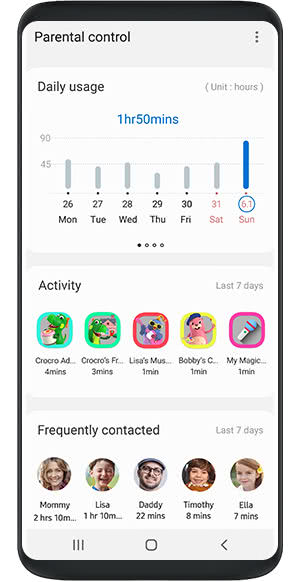 Parental control
Daily usage
( Unit : hours )
1hr50mins
90
45
26 27 28 29 30 31 6.1
Mon Tue Wed Thu Fri Sat Sun
Activity
Last 7 days
Crocro Ad... Crocro's Fr... Lisa's Mus... Bobby's C... My Magic...
4mins 3mins 1min 1min 1min
Frequently contacted
Last 7 days
Mommy Lisa Daddy Timothy Ella
2 hrs 10m... 1 hr 10m... 22 mins 8 mins 7 mins